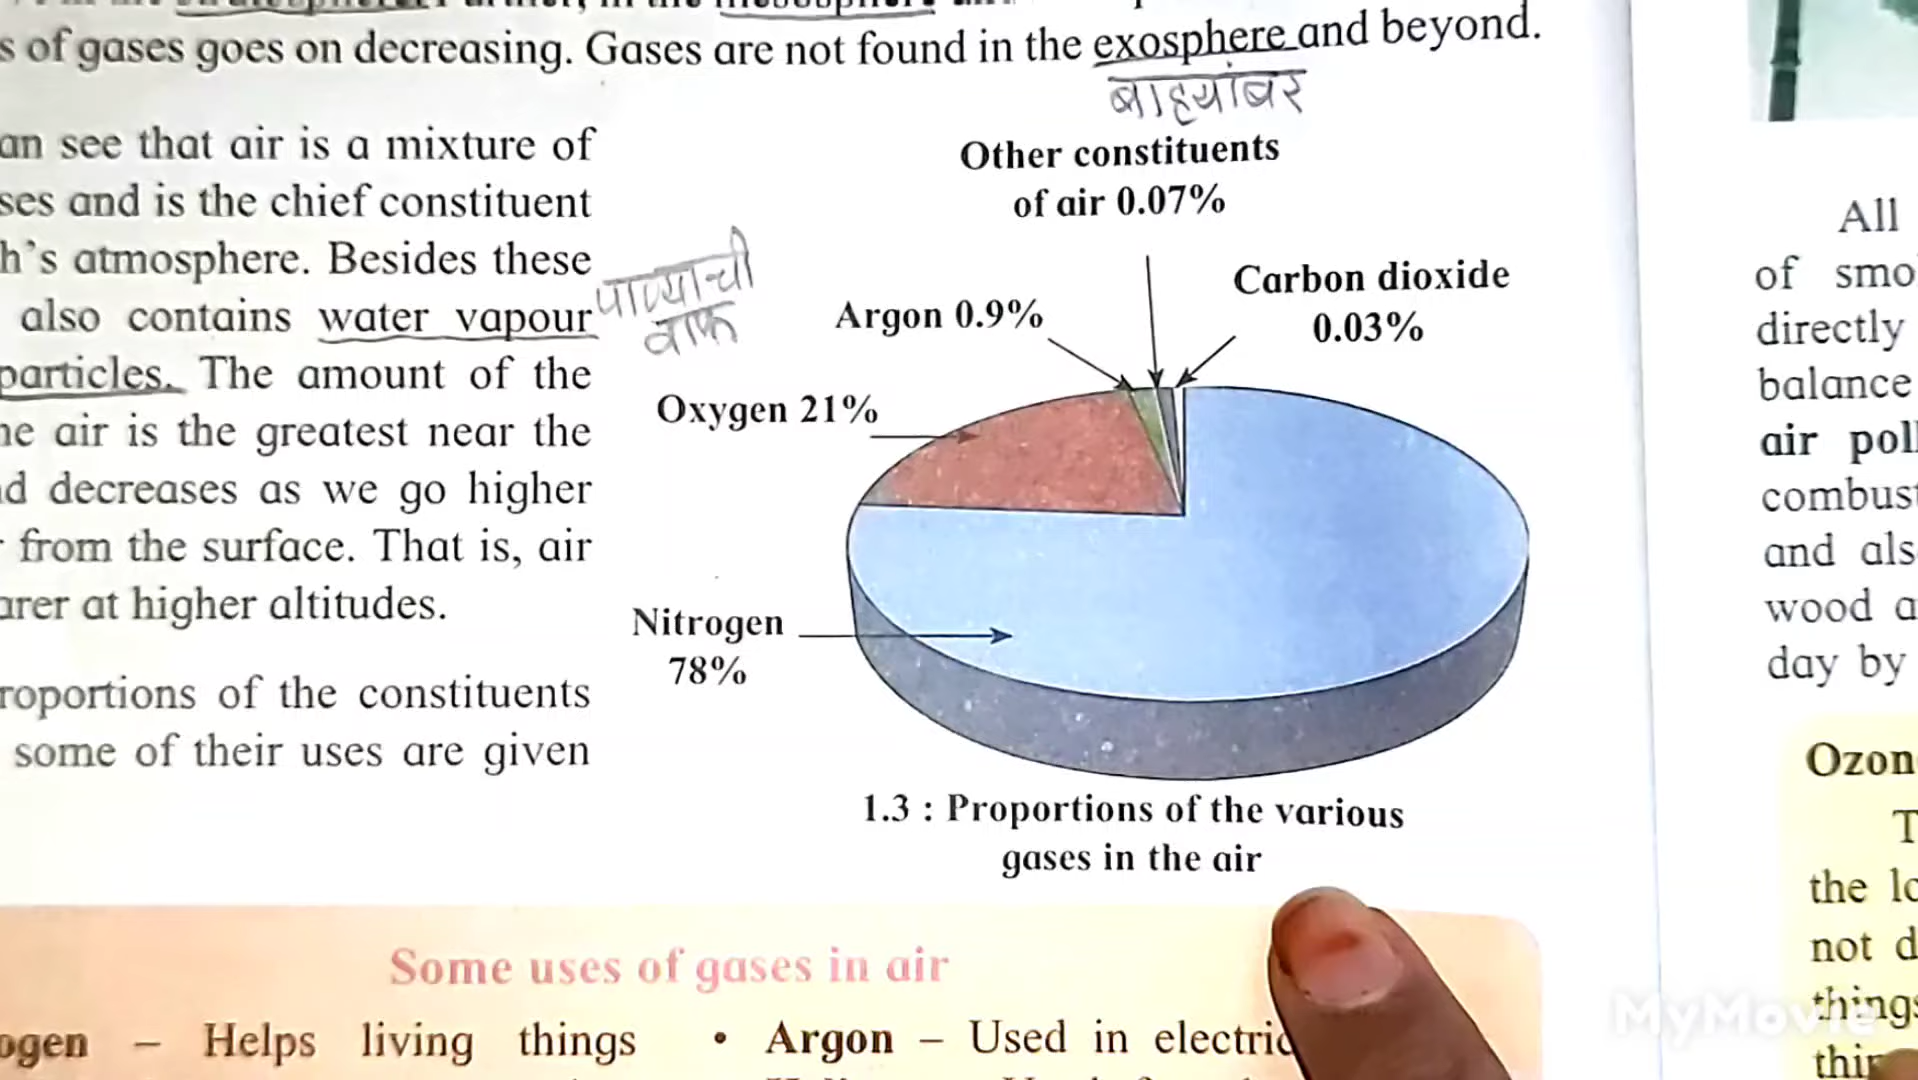 s of gases goes on decreasing. Gases are not found in the exosphere and beyond.
बाहयांबर
an see that air is a mixture of
ses and is the chief constituent
h's atmosphere. Besides these
also contains water vapour
पाण्याची
वाफ
particles. The amount of the
he air is the greatest near the
nd decreases as we go higher
from the surface. That is, air
arer at higher altitudes.
roportions of the constituents
some of their uses are given
Other constituents
of air 0.07%
Carbon dioxide
0.03%
Argon 0.9%
Oxygen 21%
Nitrogen
78%
1.3 : Proportions of the various
gases in the air
Some uses of gases in air
ogen – Helps living things
• Argon – Used in electric
All
of smo
directly
balance
air poll
combust
and als
wood a
day by
Ozon
T
the lo
not d
things
thin
MyMovie